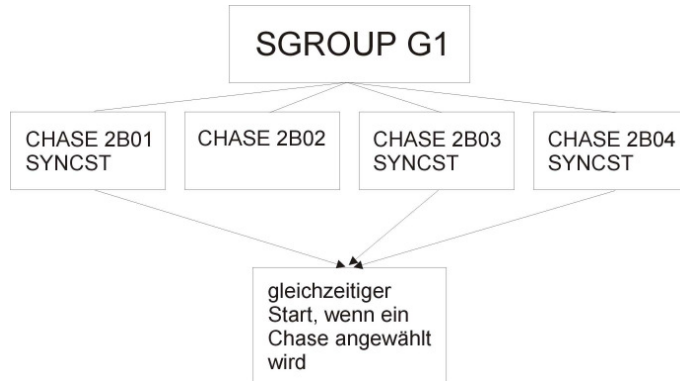 SGROUP G1
CHASE 2B01
SYNCST
CHASE 2B02
CHASE 2B03
SYNCST
CHASE 2B04
SYNCST
gleichzeitiger
Start, wenn ein
Chase angewählt
wird